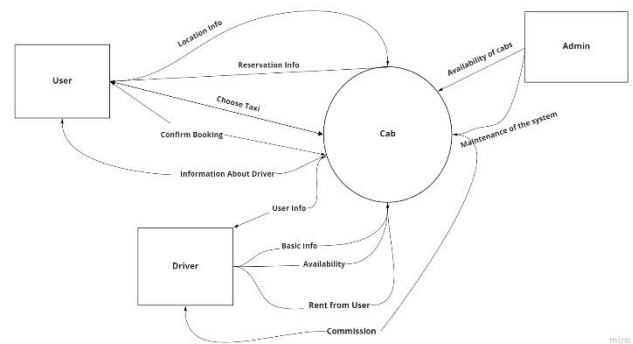 Location Info
Admin
Availability of cabs
Reservation Info
User
Choose Taxi
Cab
Confirm Booking
Maintenance of the system
Information About Driver
User Info
Basic Info
Driver
Availability
Rent from User
Commission
miro